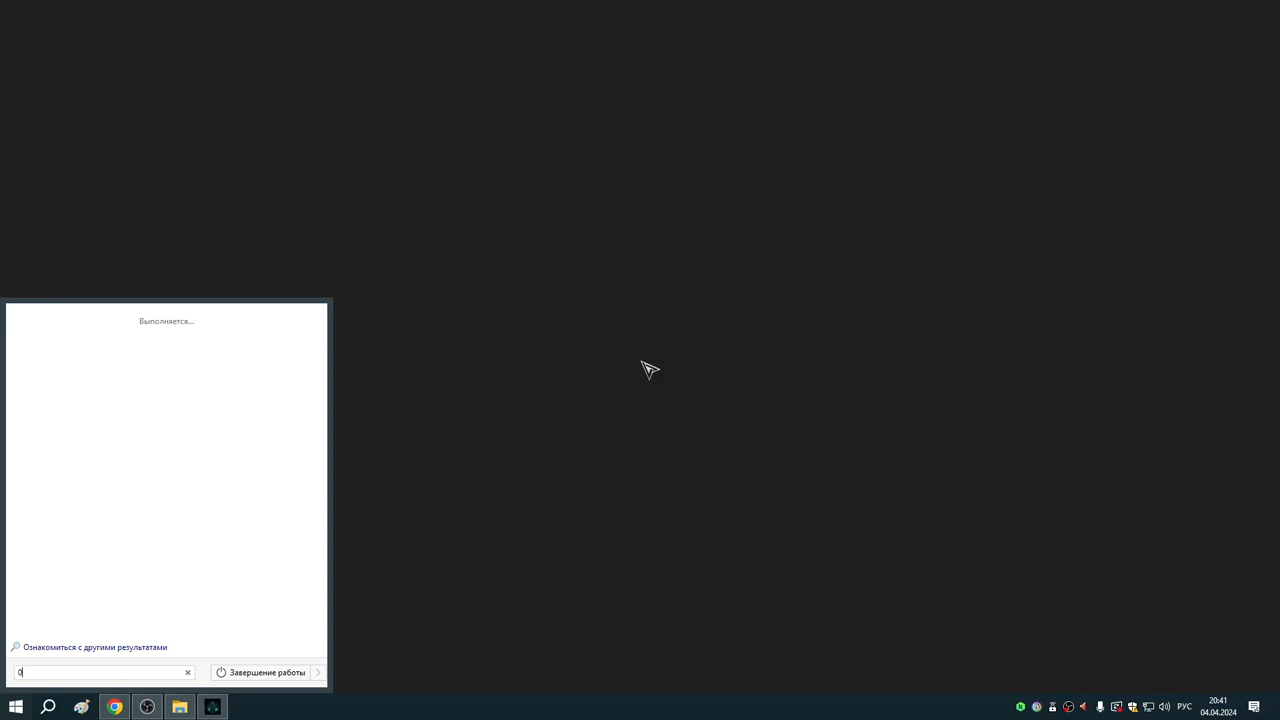 Выполняется...
Ознакомиться с другими результатами
0
Завершение работы
РУС
20:41
04.04.2024